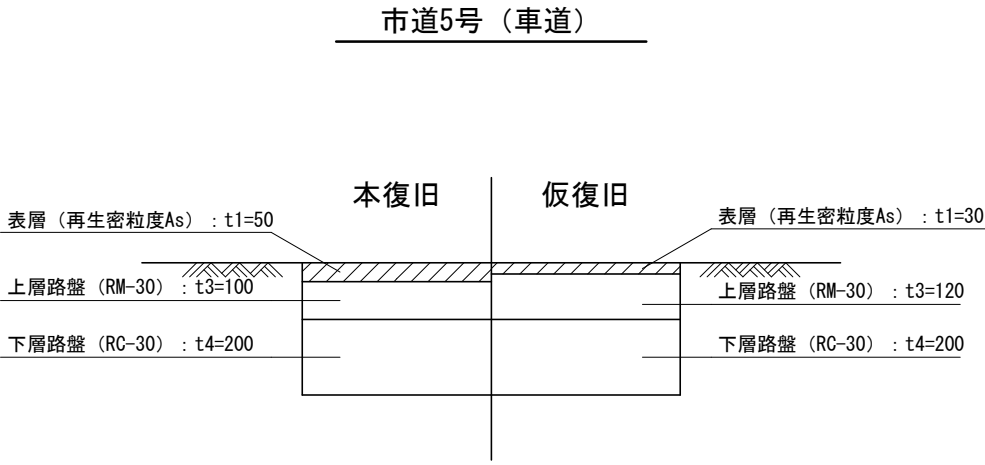 市道5号（車道）
本復旧
仮復旧
表層（再生密粒度As）：t1=50
上層路盤（RM-30）：t3=100
下層路盤（RC-30）：t4=200
表層（再生密粒度As）：t1=30
上層路盤（RM-30）：t3=120
下層路盤（RC-30）：t4=200